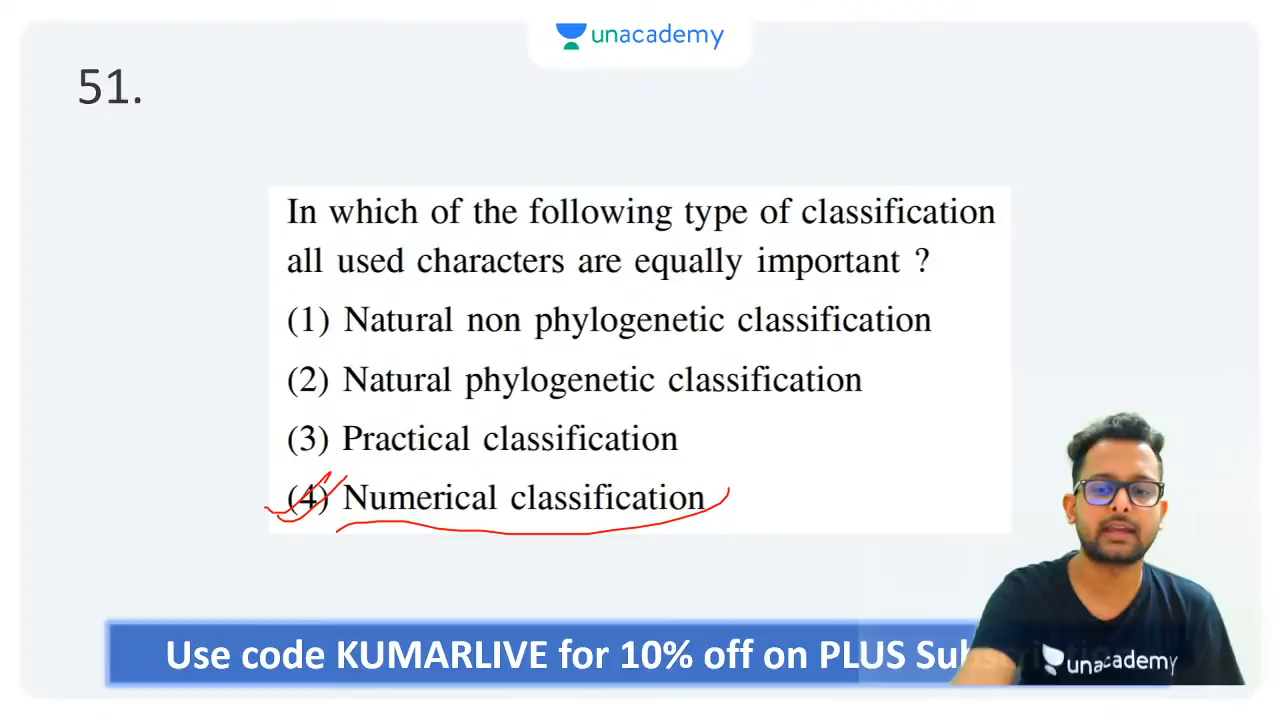 unacademy
51.
In which of the following type of classification
all used characters are equally important ?
(1) Natural non phylogenetic classification
(2) Natural phylogenetic classification
(3) Practical classification
(4) Numerical classification
Use code KUMARLIVE for 10% off on PLUS
unacademy